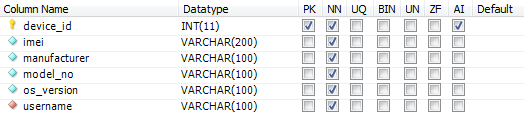 Column Name Datatype PK NN UQ BIN UN ZF AI Default
device_id INT(11)
imei VARCHAR(200)
manufacturer VARCHAR(100)
model_no VARCHAR(100)
os_version VARCHAR(100)
username VARCHAR(100)